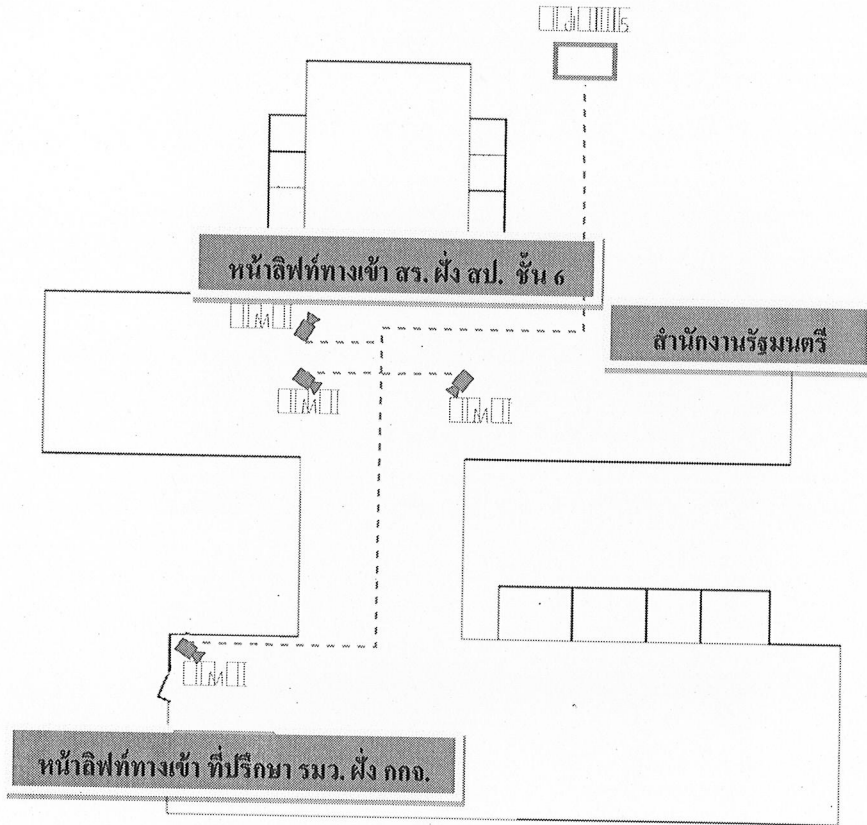 หน้าลิฟท์ทางเข้า สร. ฝั่ง สป. ชั้น 6
สำนักงานรัฐมนตรี
หน้าลิฟท์ทางเข้า ที่ปรึกษา รมว. ฝั่ง กกจ.